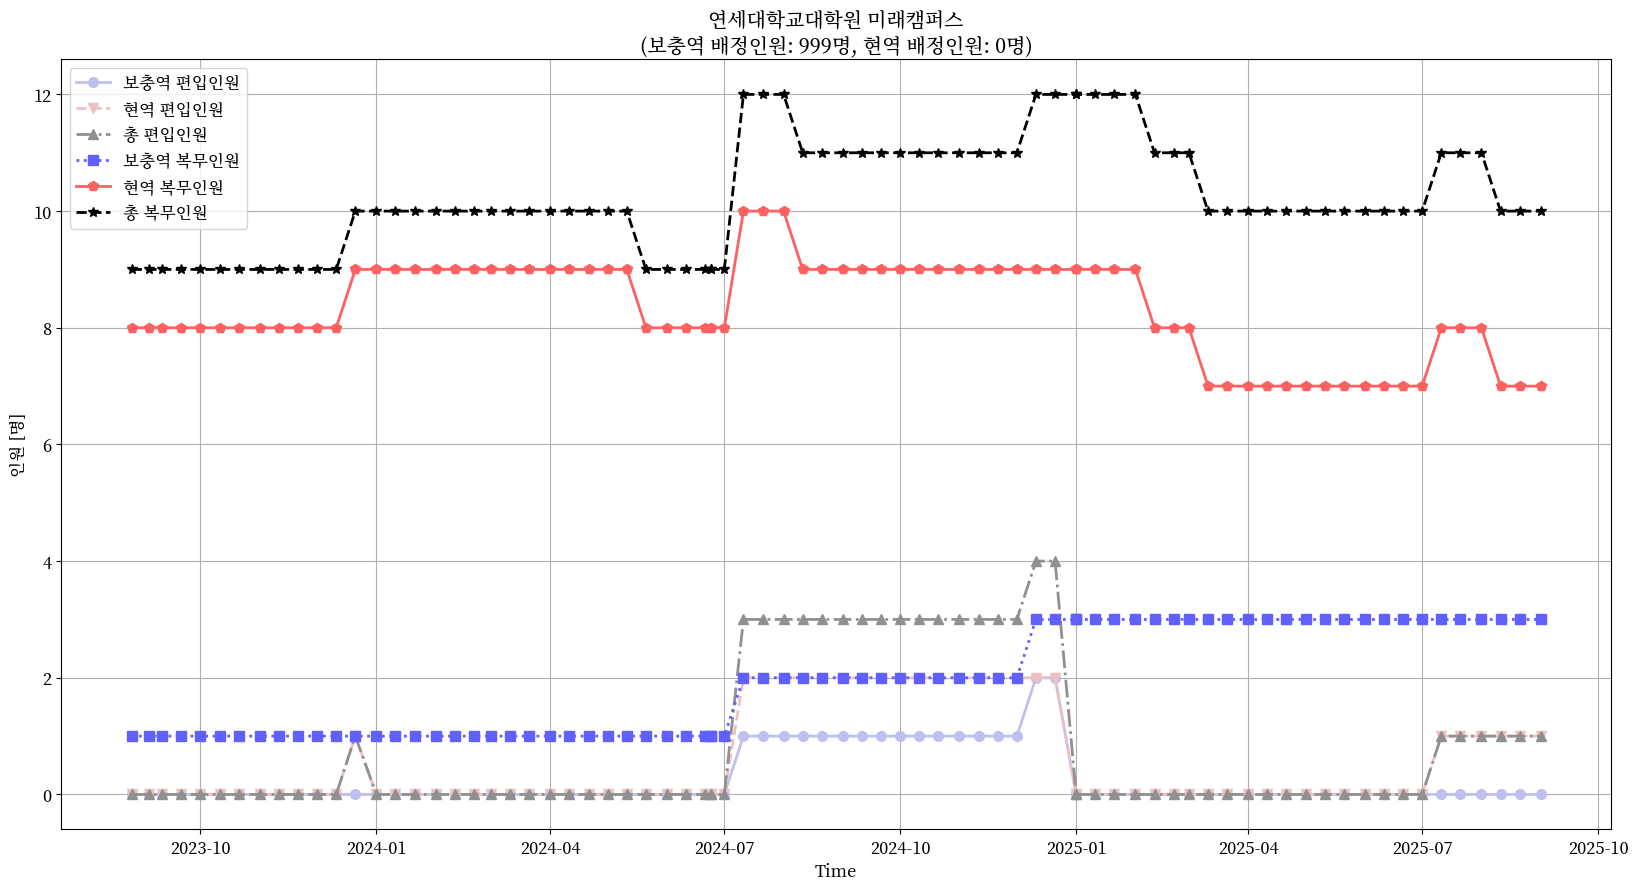 연세대학교대학원 미래캠퍼스
(보충역 배정인원: 999명, 현역 배정인원: 0명)
보충역 편입인원
현역 편입인원
총 편입인원
보충역 복무인원
현역 복무인원
총 복무인원
12
10
8
6
4
2
0
인원 [명]
2023-10
2024-01
2024-04
2024-07
2024-10
2025-01
2025-04
2025-07
2025-10
Time